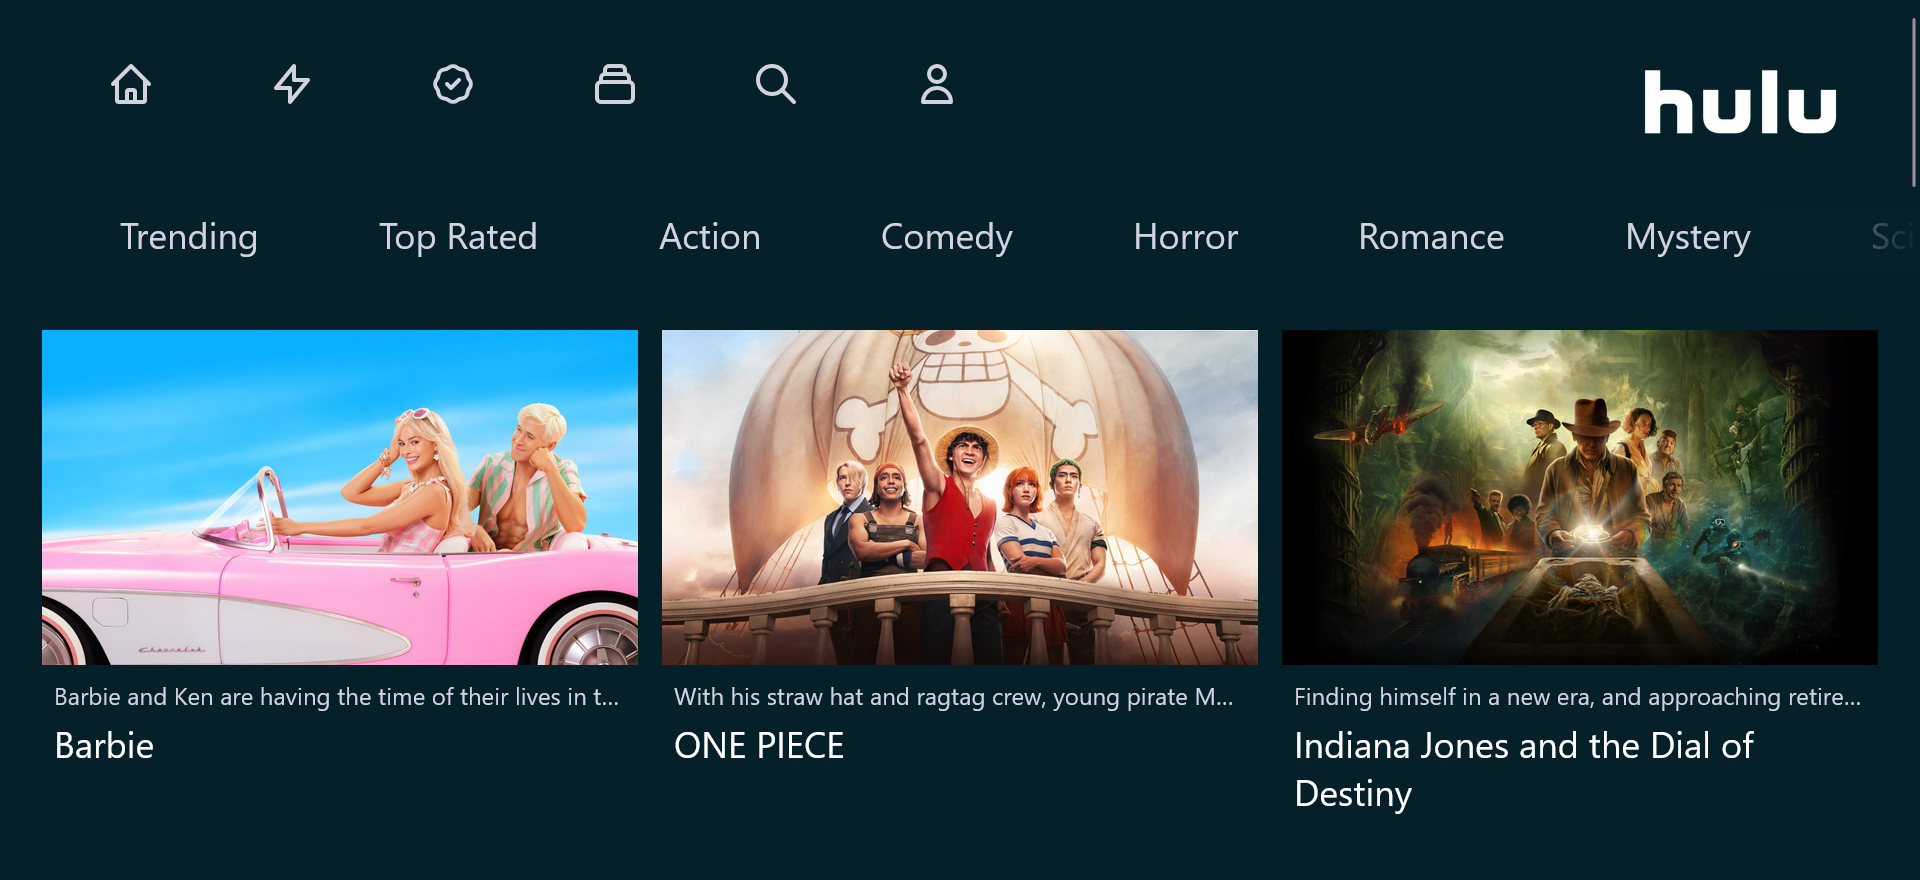 hulu
Trending Top Rated Action Comedy Horror Romance Mystery Sci
Chevrolet
Barbie and Ken are having the time of their lives in t...
Barbie
With his straw hat and ragtag crew, young pirate M...
ONE PIECE
Finding himself in a new era, and approaching retire...
Indiana Jones and the Dial of
Destiny